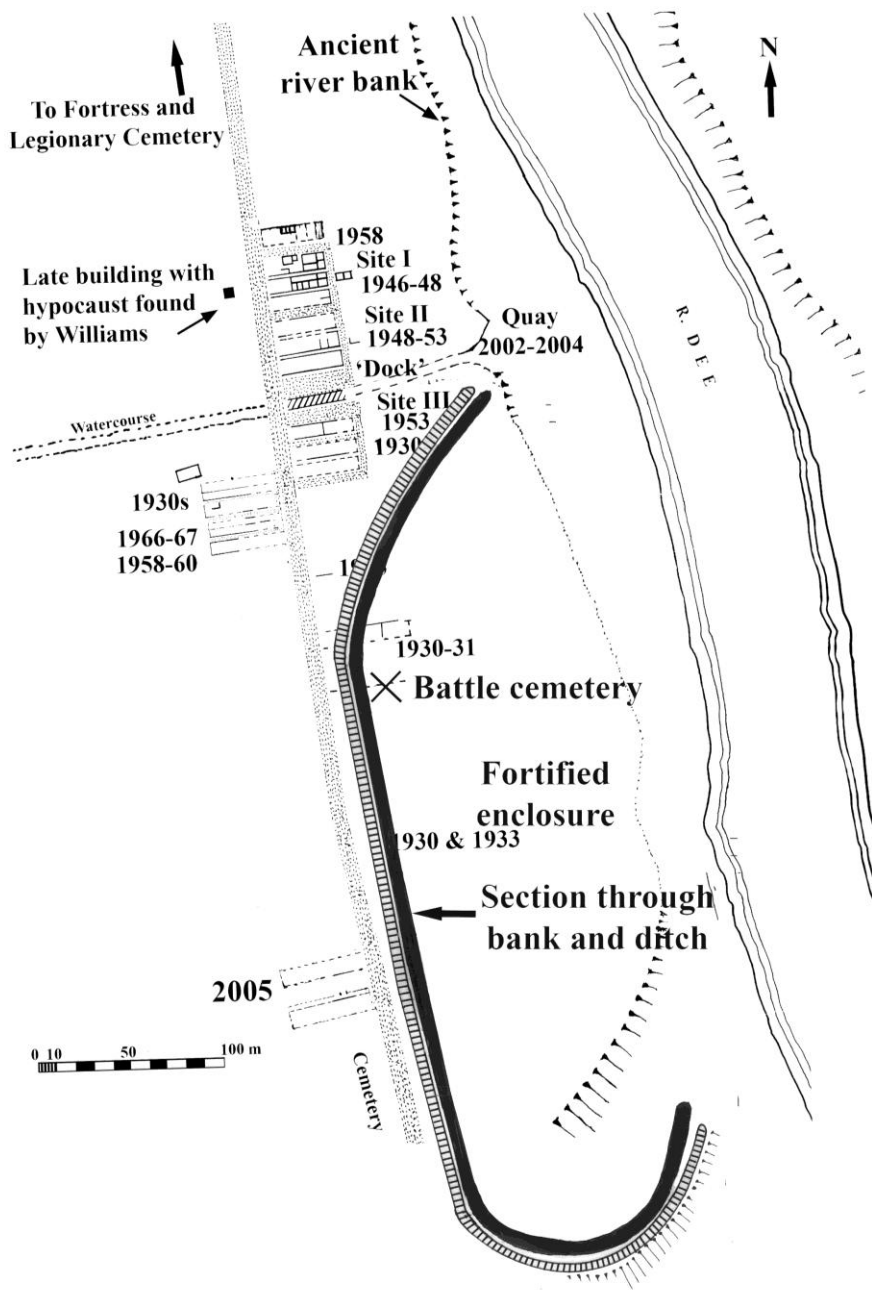 Ancient
river bank
N
To Fortress and
Legionary Cemetery
1958
Site I
1946-48
Late building with
hypocaust found
by Williams
Site II
1948-53
Quay
2002-2004
R. DEE
'Dock'
Site III
1953
Watercourse
1930
1930s
1966-67
1958-60
1930-31
Battle cemetery
Fortified
enclosure
1930 & 1933
Section through
bank and ditch
2005
0 10 50 100 m
Cemetery